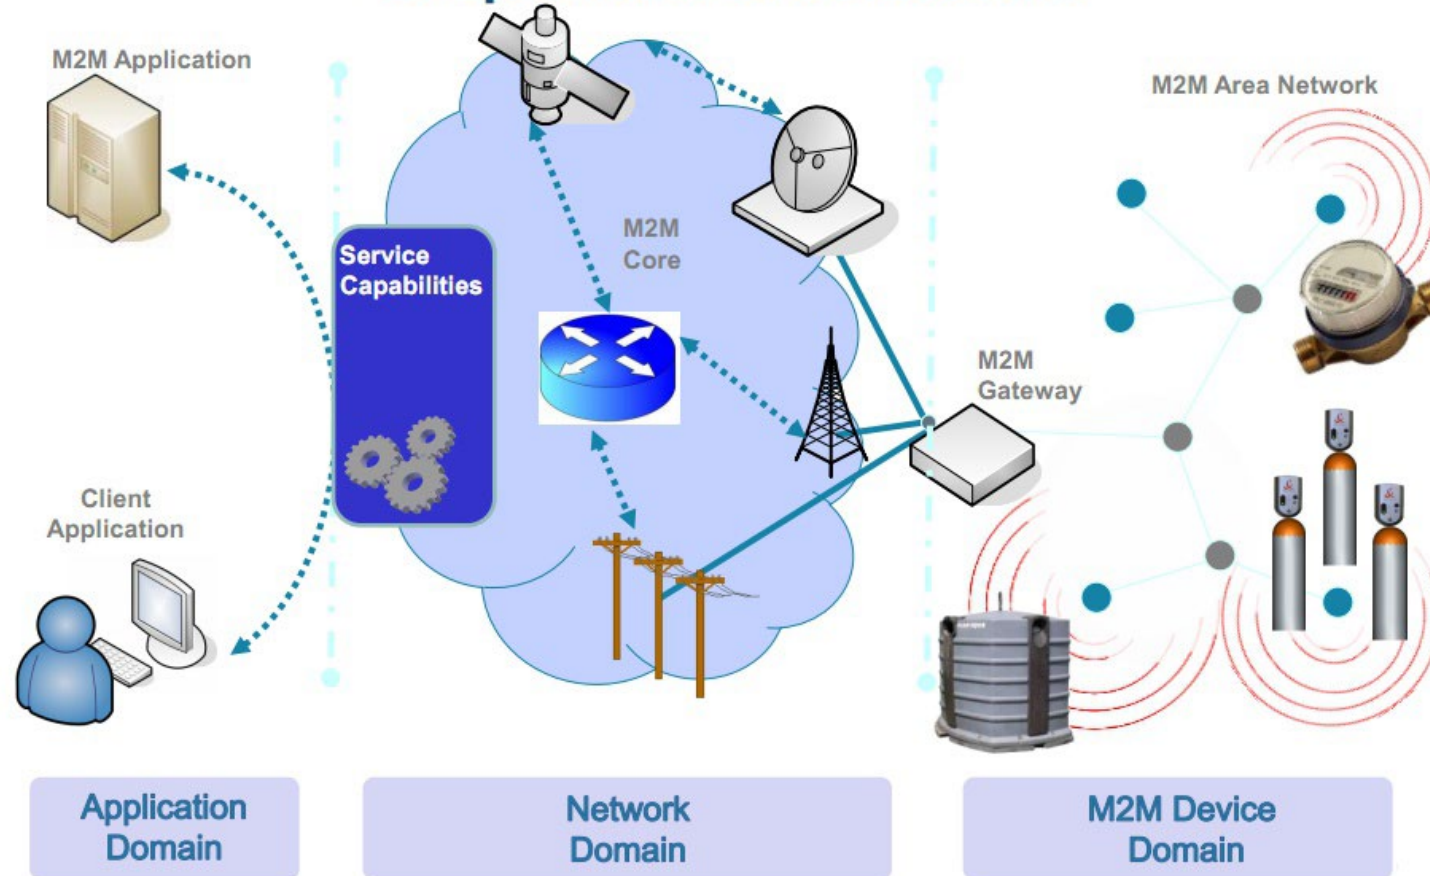 M2M Application
M2M Area Network
M2M
Core
Service
Capabilities
M2M
Gateway
Client
Application
Application
Domain
Network
Domain
M2M Device
Domain